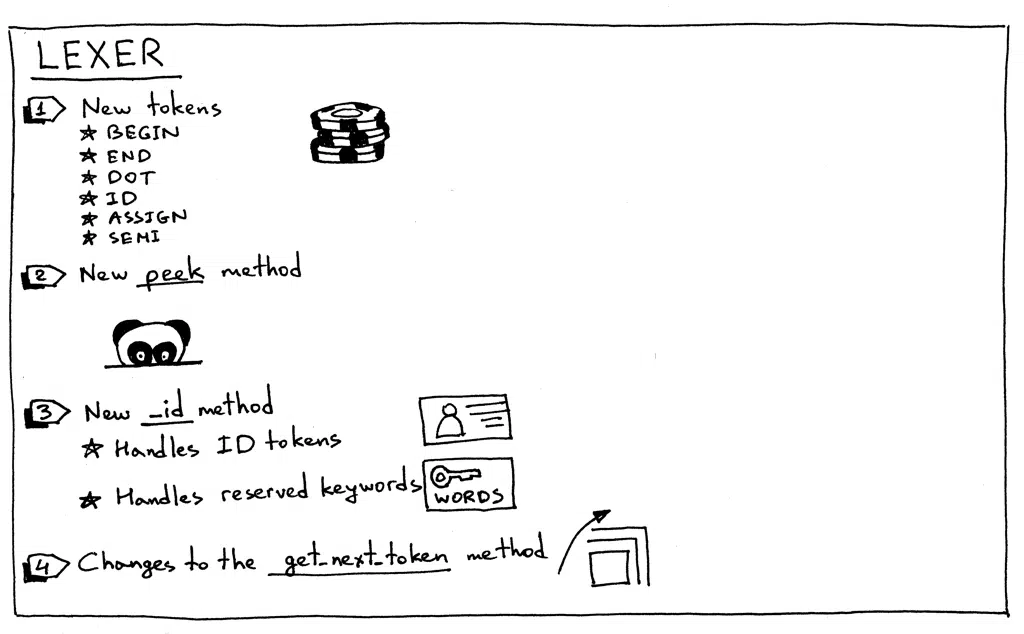 LEXER
1 New tokens
☆ BEGIN
☆ END
☆ DOT
☆ ID
☆ ASSIGN
☆ SEMI
2 New peek method
3 New _id method
☆ Handles ID tokens
☆ Handles reserved keywords
WORDS
4 Changes to the get_next_token method